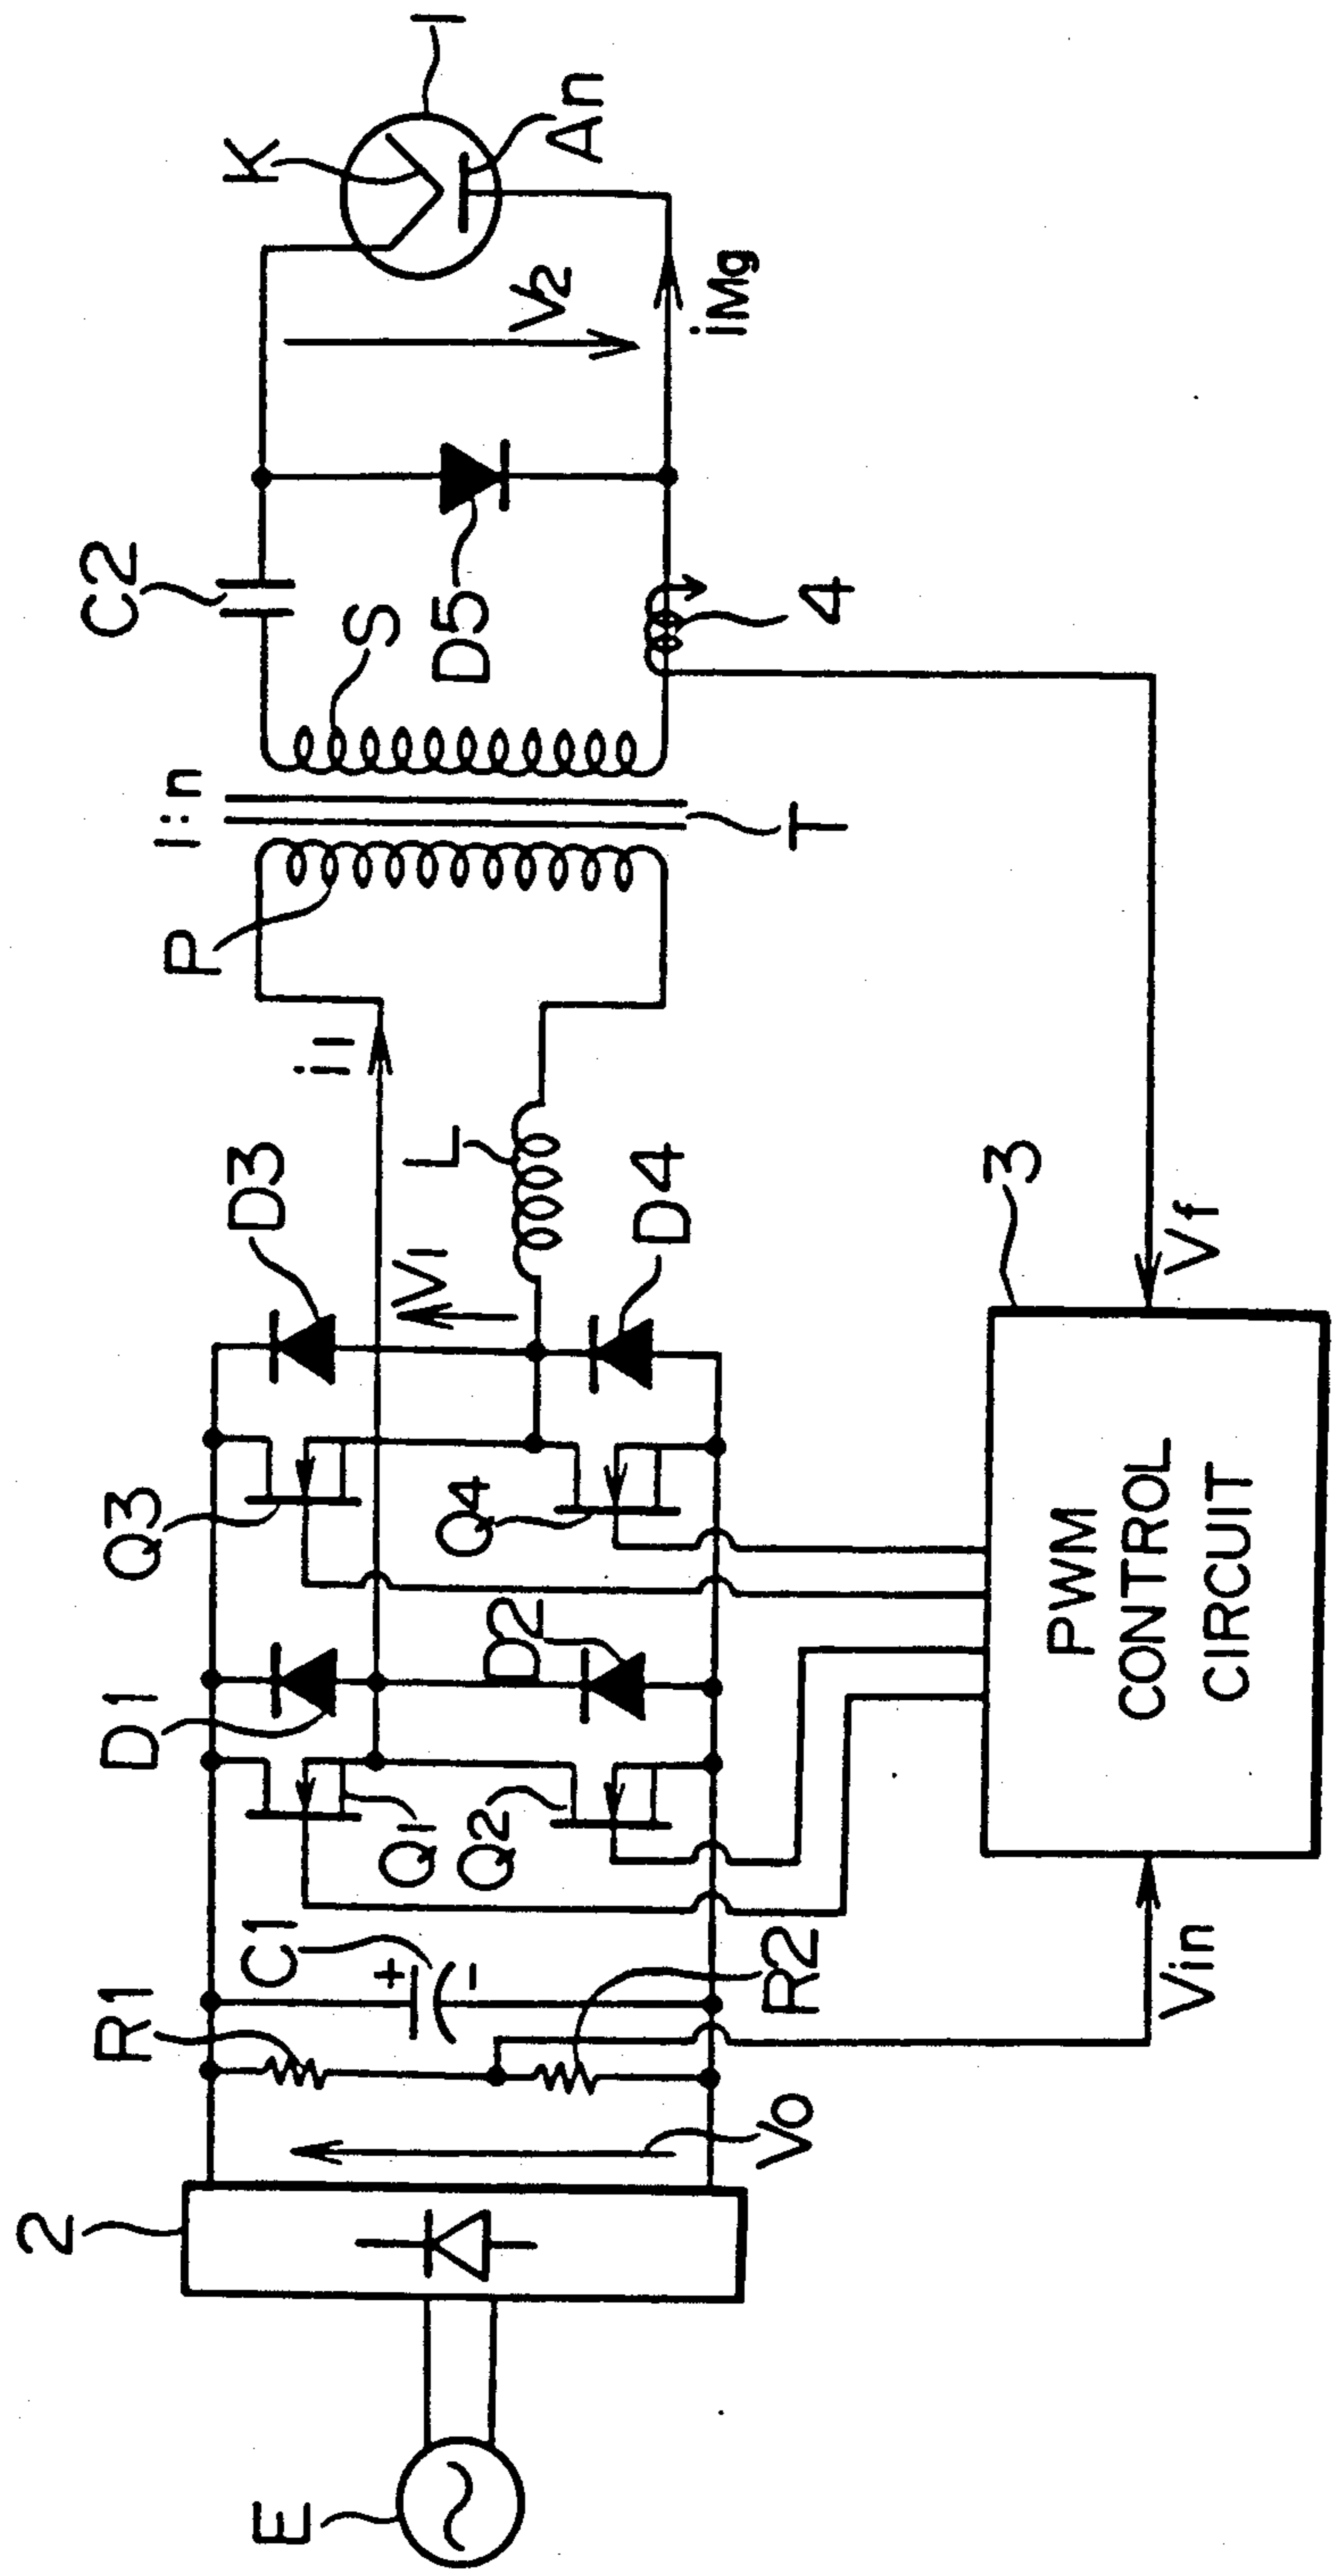 E
2
Vo
R1
R2
C1
Vin
+
-
Q1
Q2
D1
D2
Q3
Q4
D3
D4
V1
L
i1
P
1:n
T
S
C2
D5
4
V2
iMg
K
An
1
PWM
CONTROL
CIRCUIT
3
Vf